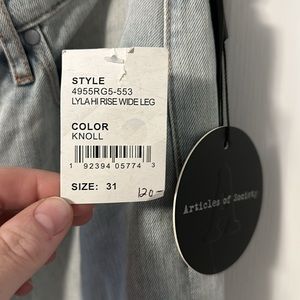 STYLE
4955RG5-553
LYLA HI RISE WIDE LEG
COLOR
KNOLL
1 92394 05774 3
SIZE: 31
120-
Articles of Society